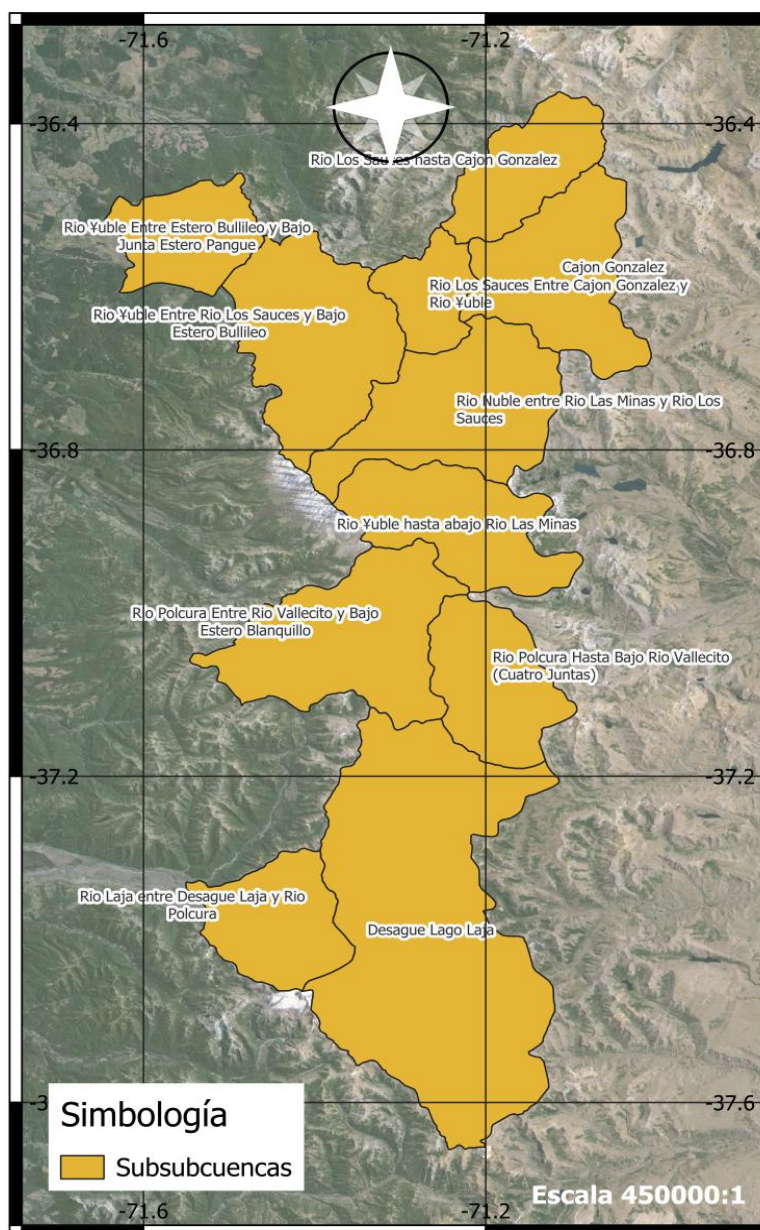 -71.6
-71.2
-36.4
-36.4
Rio Los Sauces hasta Cajon Gonzalez
Rio ¥uble Entre Estero Bullileo y Bajo
Junta Estero Pangue
Cajon Gonzalez
Rio Los Sauces Entre Cajon Gonzalez y
Rio ¥uble
Rio ¥uble Entre Rio Los Sauces y Bajo
Estero Bullileo
Rio Nuble entre Rio Las Minas y Rio Los
Sauces
-36.8
-36.8
Rio ¥uble hasta abajo Rio Las Minas
Rio Polcura Entre Rio Vallecito y Bajo
Estero Blanquillo
Rio Polcura Hasta Bajo Rio Vallecito
(Cuatro Juntas)
-37.2
-37.2
Rio Laja entre Desague Laja y Rio
Polcura
Desague Lago Laja
-37.6
Simbología
Subsubcuencas
Escala 450000:1
-71.6
-71.2